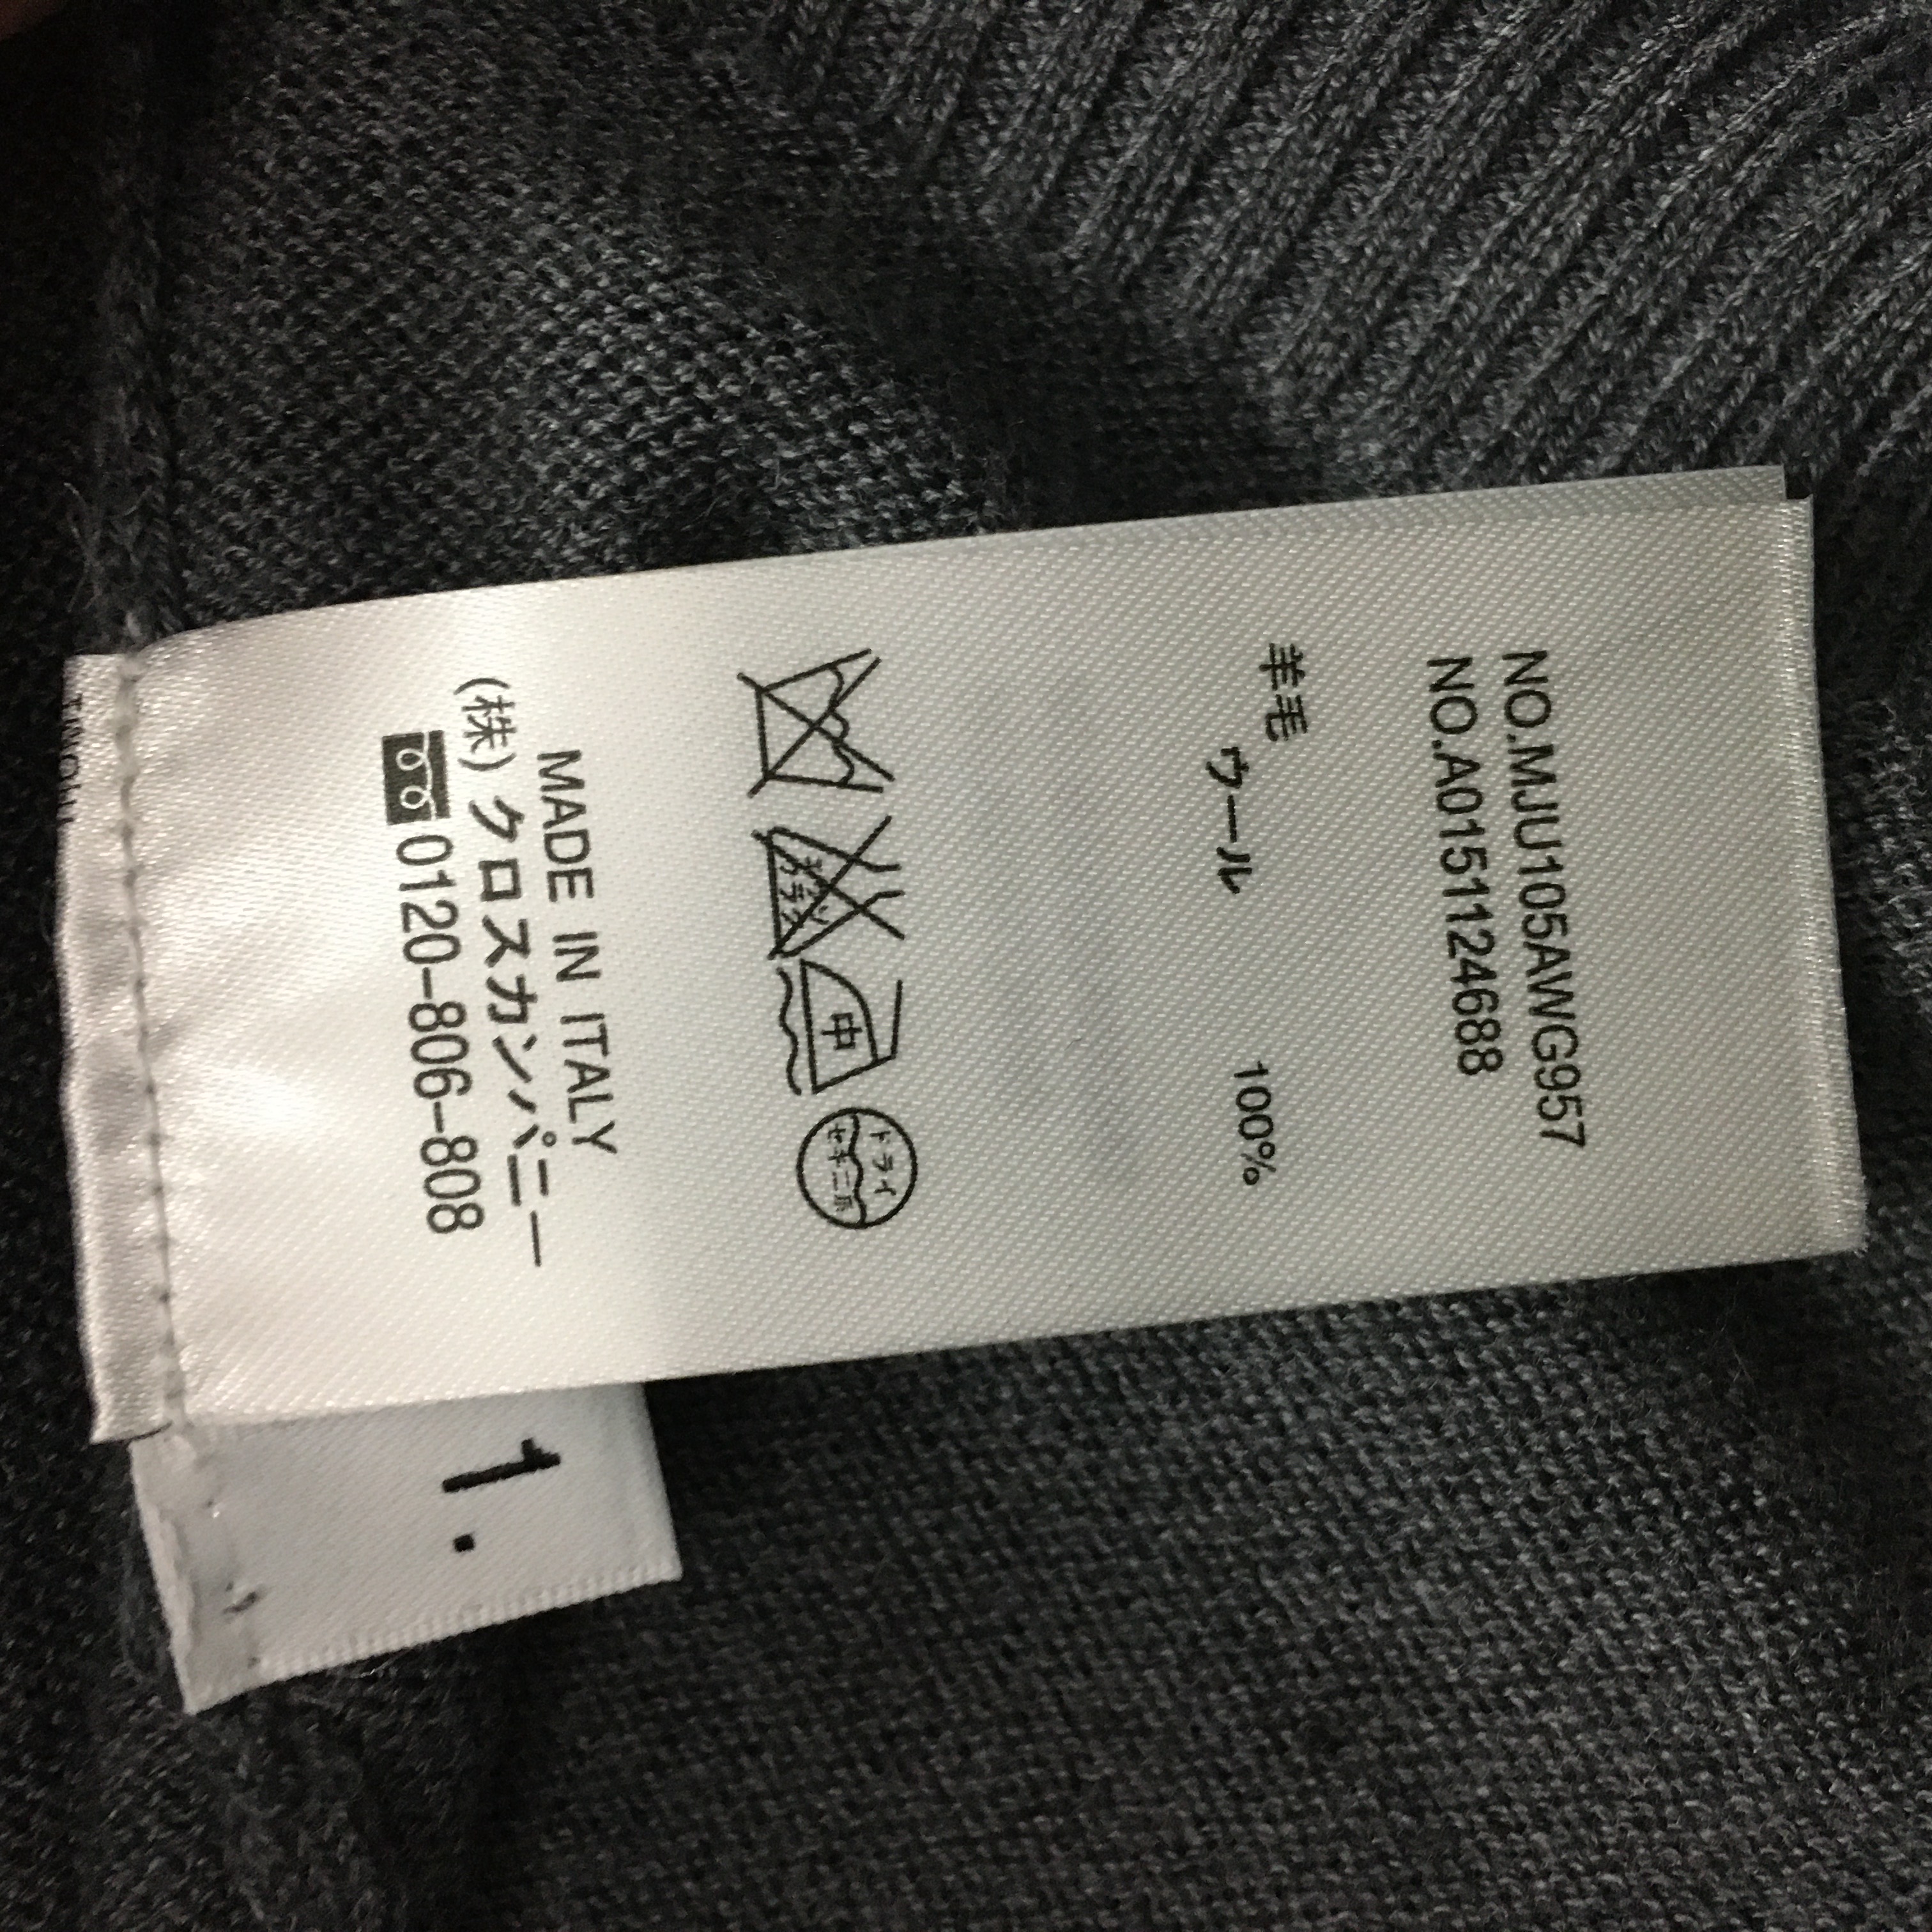 NO.MJU105AWG957
NO.A0151124688
羊毛
ウール
100%
中
ドライ
セキユ系
MADE IN ITALY
(株) クロスカンパニー
0120-806-808
1.